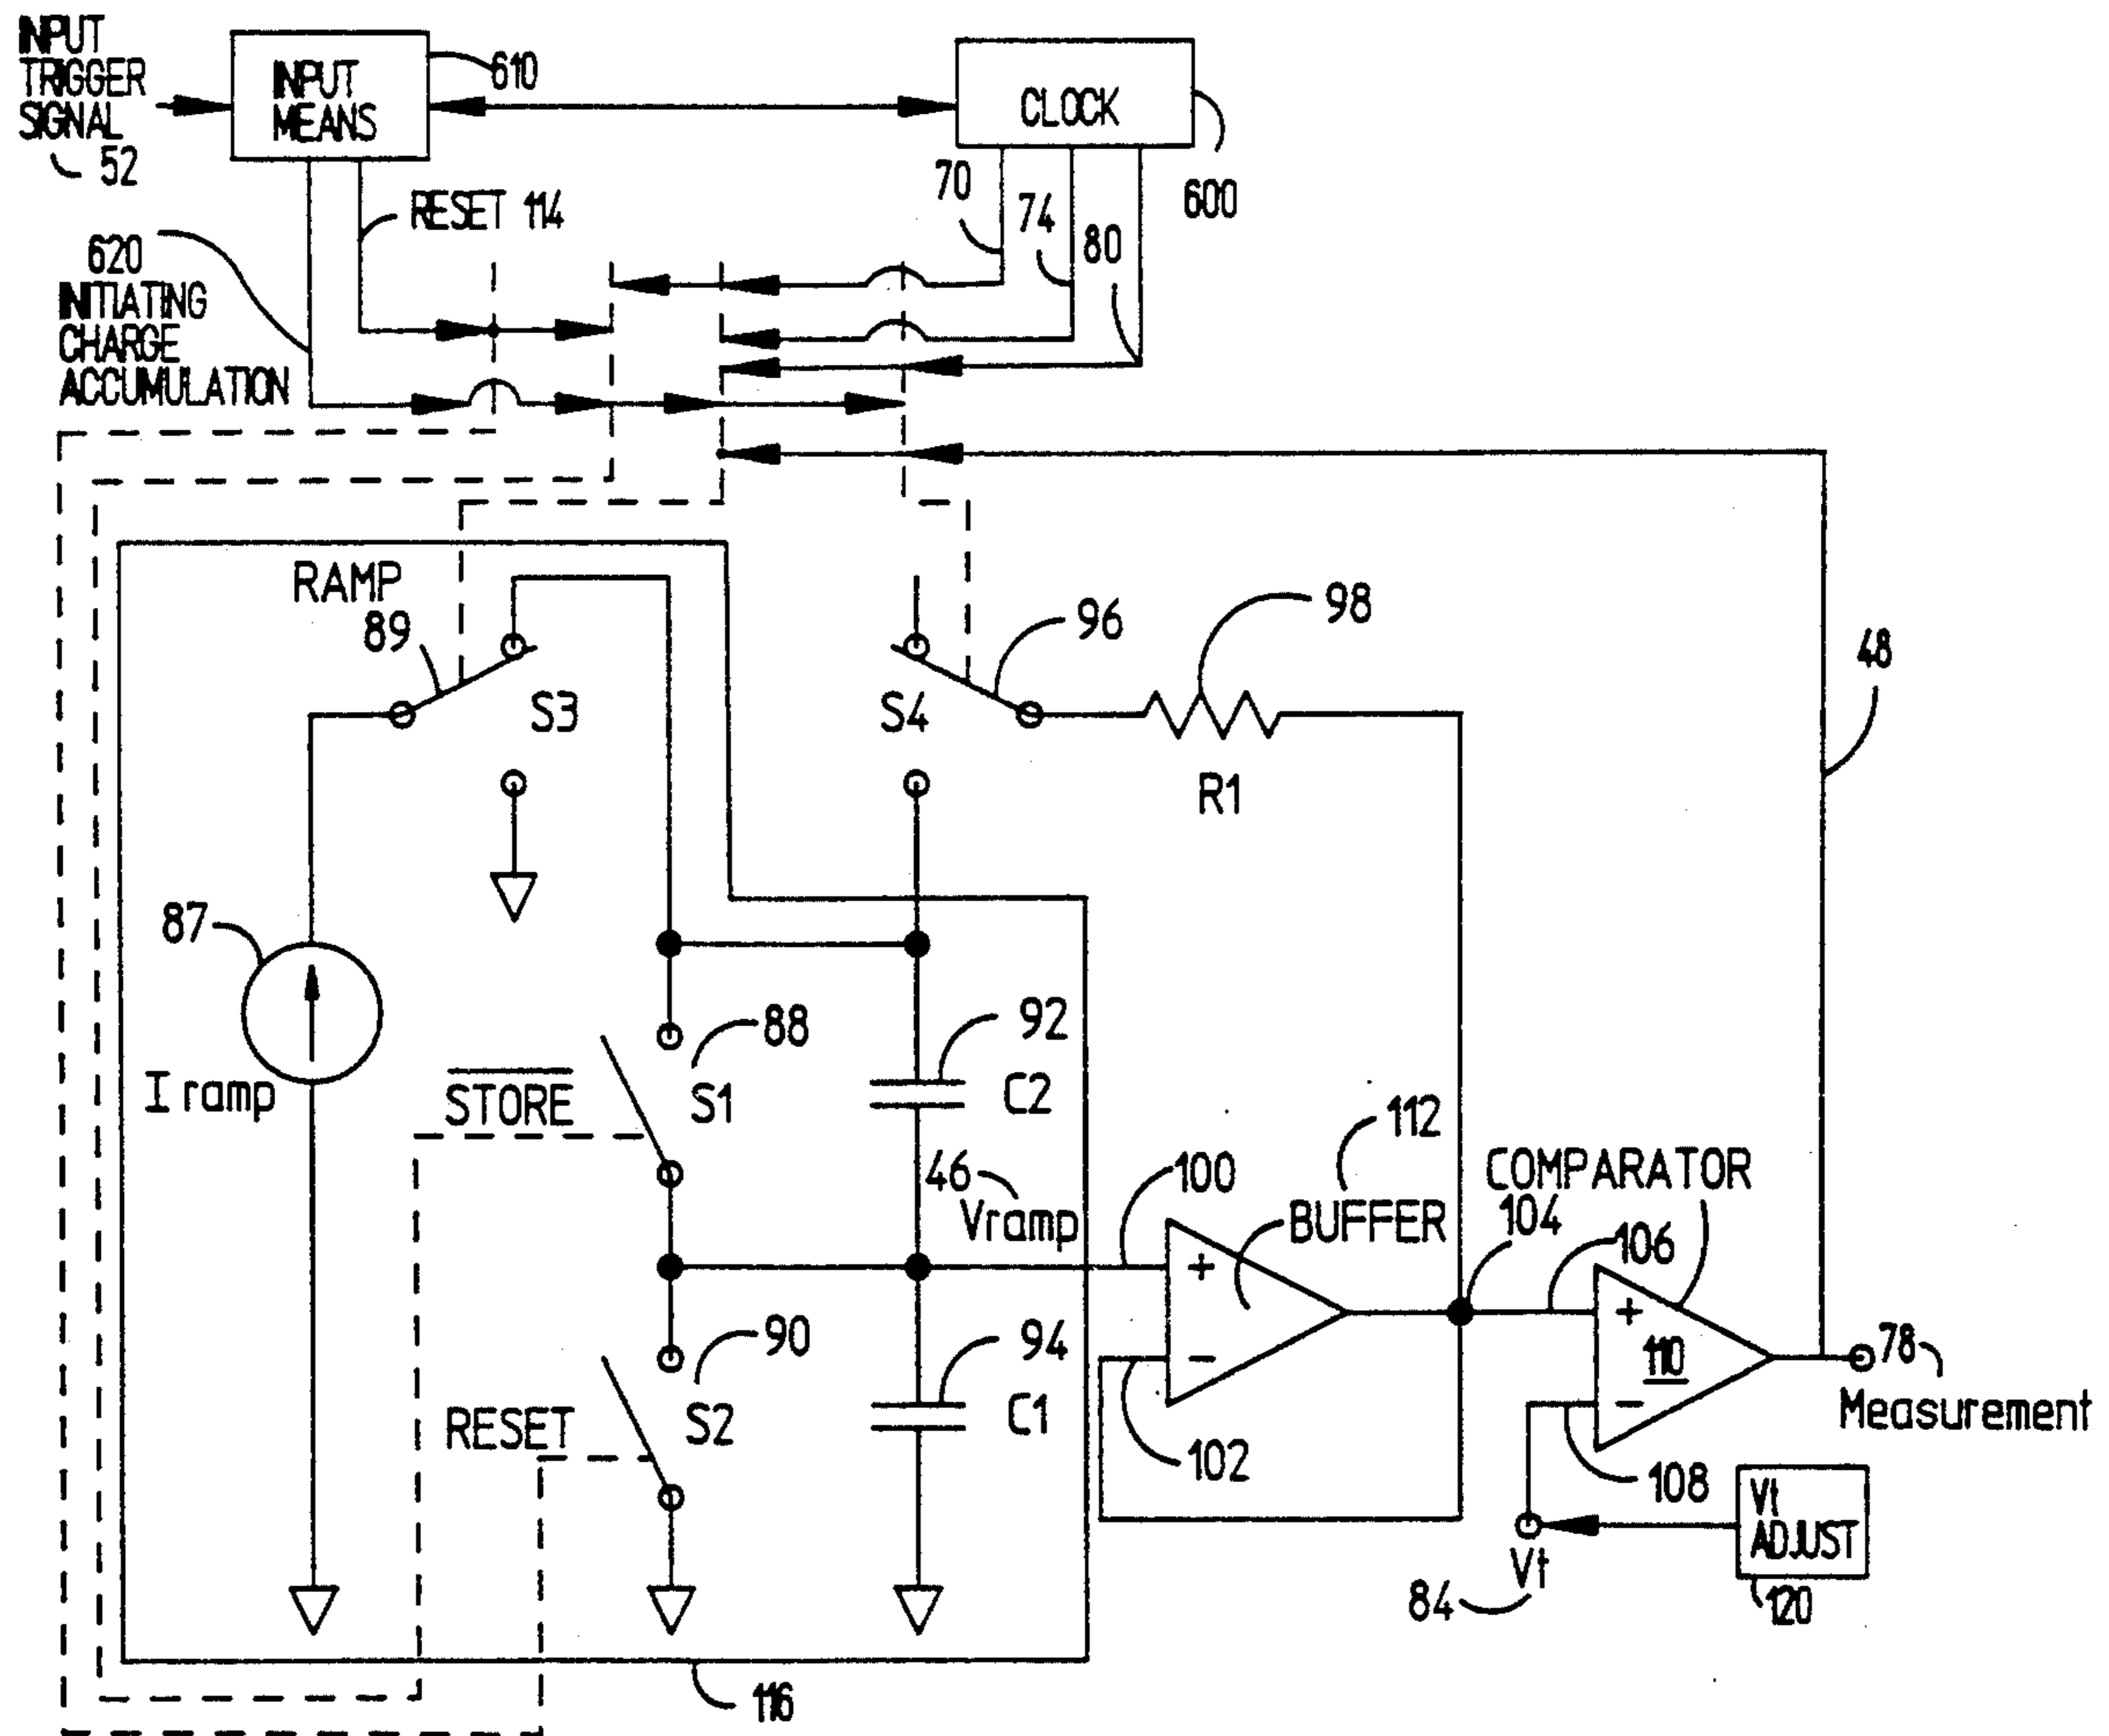 INPUT
TRIGGER
SIGNAL
52
INPUT
MEANS
610
CLOCK
600
RESET 114
70
74
80
620
INITIATING
CHARGE
ACCUMULATION
RAMP
89
S3
S4
96
98
R1
48
87
I ramp
88
S1
STORE
92
C2
46
Vramp
100
112
BUFFER
COMPARATOR
104
106
90
S2
RESET
94
C1
102
110
78
Measurement
108
Vt
ADJUST
120
Vt
84
116
+
−
+
−